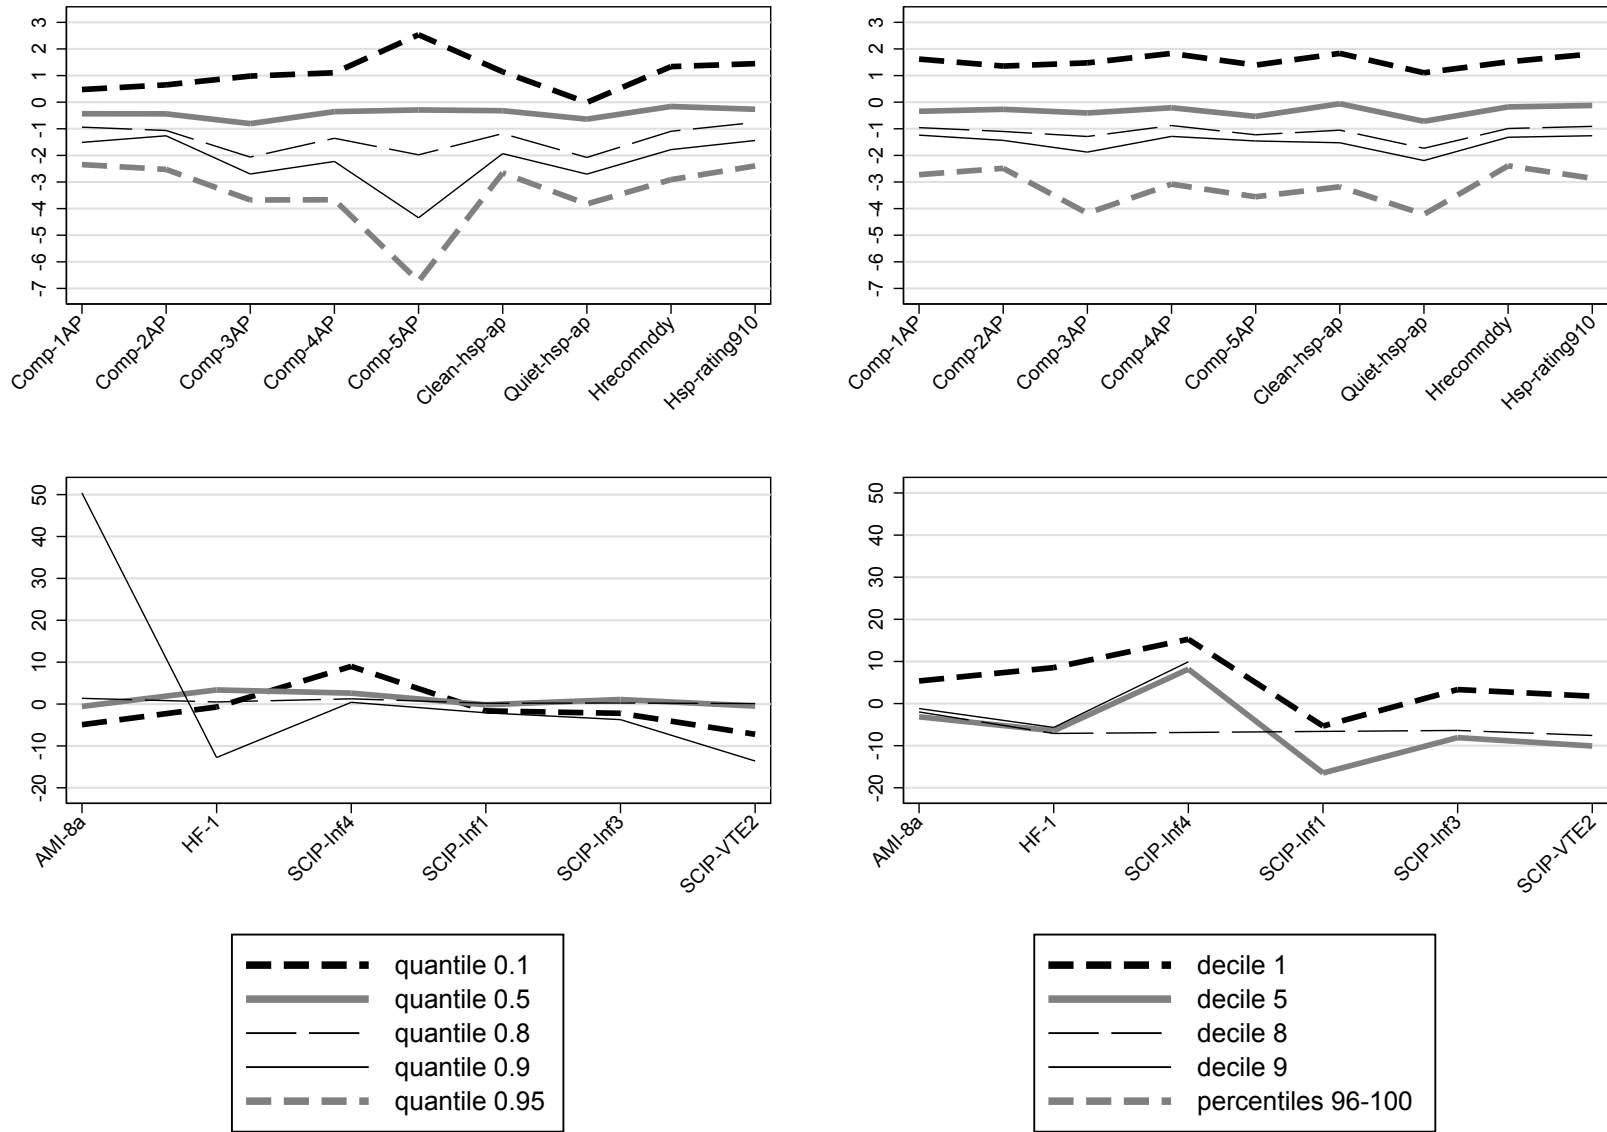 3
2
1
0
-1
-2
-3
-4
-5
-6
-7
Comp-1AP
Comp-2AP
Comp-3AP
Comp-4AP
Comp-5AP
Clean-hsp-ap
Quiet-hsp-ap
Hrecomnddy
Hsp-rating910
3
2
1
0
-1
-2
-3
-4
-5
-6
-7
Comp-1AP
Comp-2AP
Comp-3AP
Comp-4AP
Comp-5AP
Clean-hsp-ap
Quiet-hsp-ap
Hrecomnddy
Hsp-rating910
50
40
30
20
10
0
-10
-20
AMI-8a
HF-1
SCIP-Inf4
SCIP-Inf1
SCIP-Inf3
SCIP-VTE2
50
40
30
20
10
0
-10
-20
AMI-8a
HF-1
SCIP-Inf4
SCIP-Inf1
SCIP-Inf3
SCIP-VTE2
quantile 0.1
quantile 0.5
quantile 0.8
quantile 0.9
quantile 0.95
decile 1
decile 5
decile 8
decile 9
percentiles 96-100